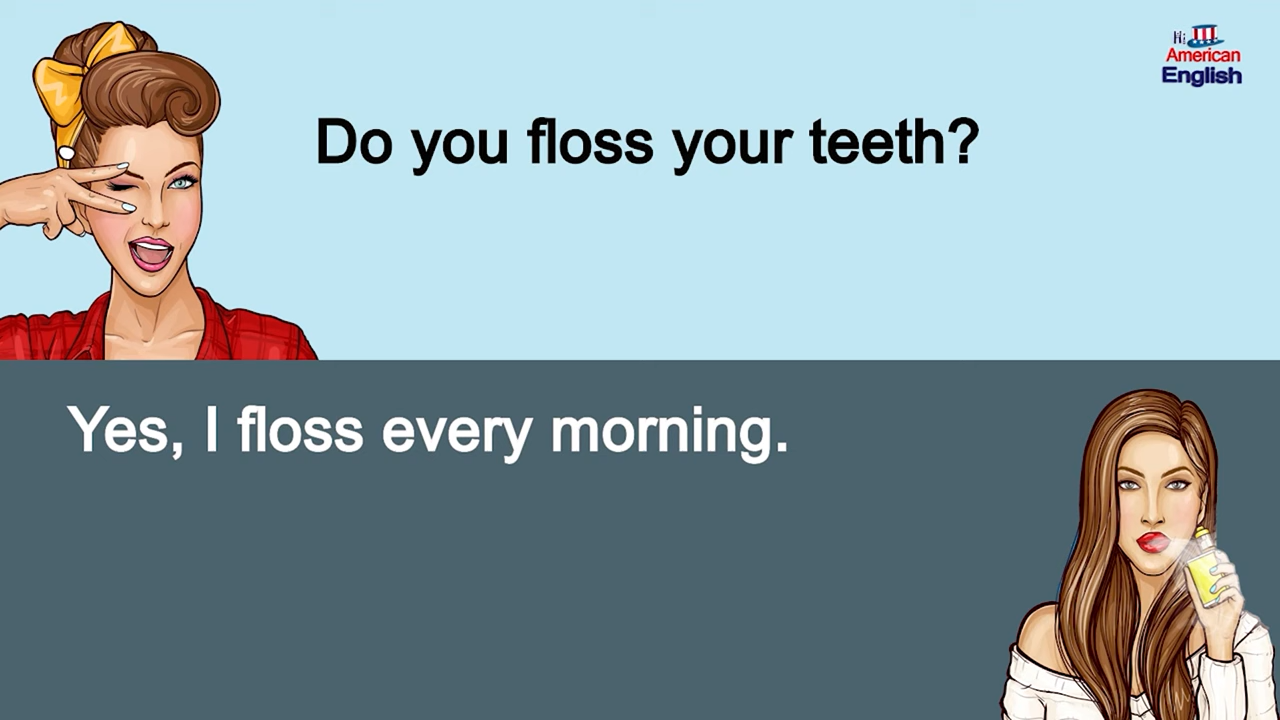 Hi
American
English
Do you floss your teeth?
Yes, I floss every morning.